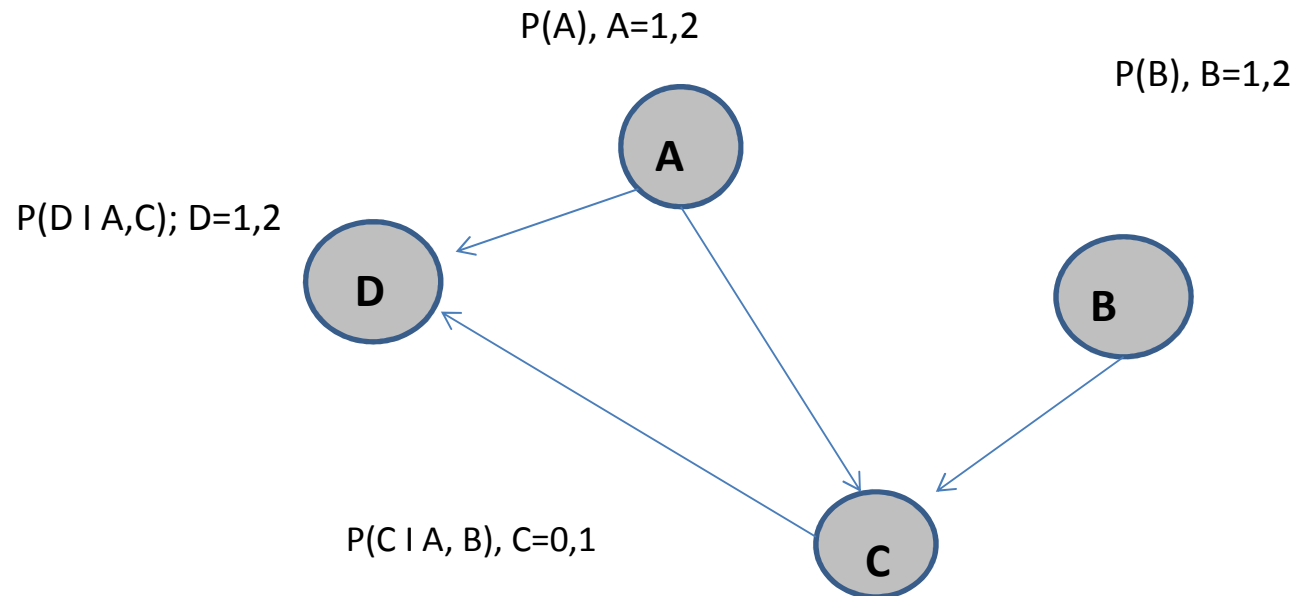 P(A), A=1,2
P(B), B=1,2
A
P(D I A,C); D=1,2
D
B
P(C I A, B), C=0,1
C